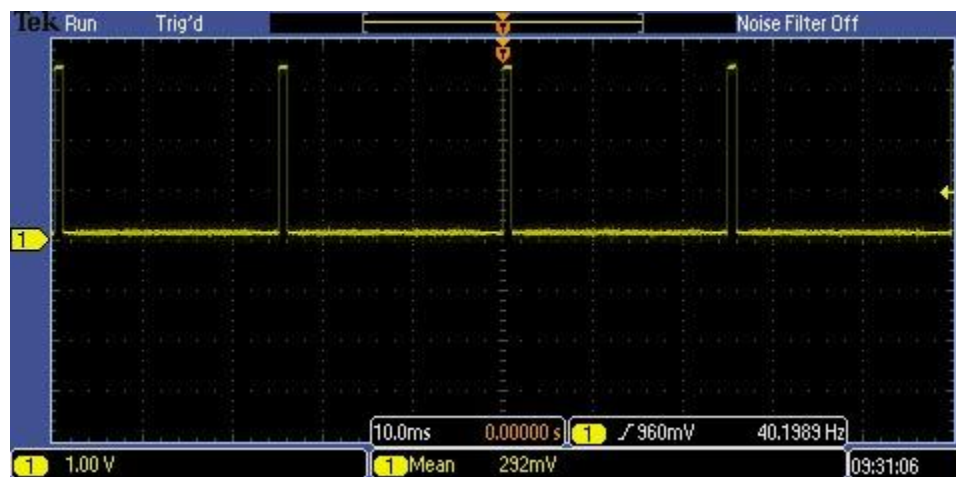 Tek Run Trig'd Noise Filter Off
T
T
1
10.0ms 0.00000 s 1 960mV 40.1989 Hz
1 1.00 V 1 Mean 292mV 09:31:06